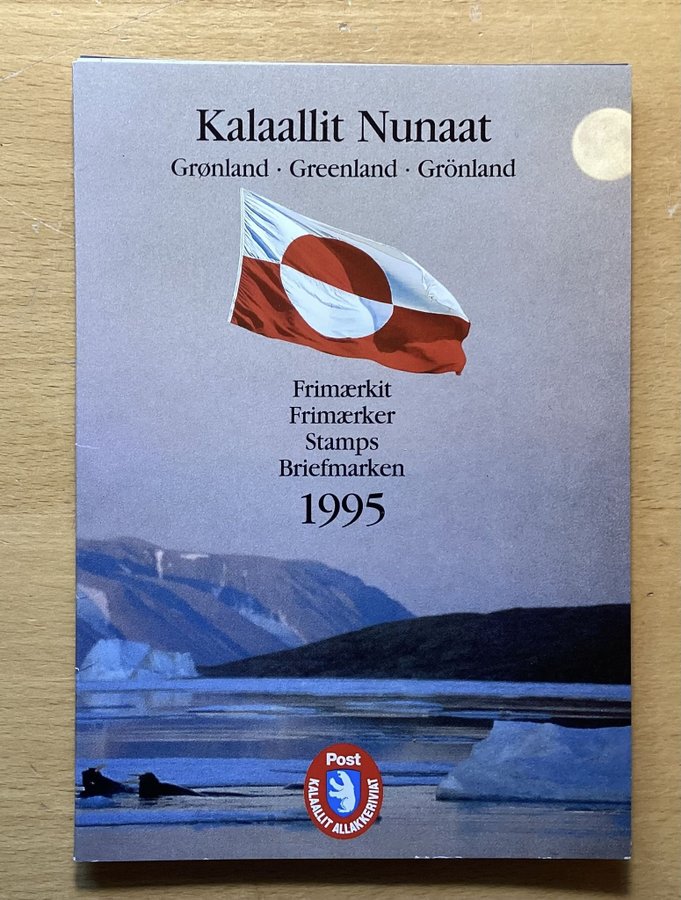 Kalaallit Nunaat
Grønland · Greenland · Grönland
Frimærkit
Frimærker
Stamps
Briefmarken
1995
Post
KALAALLIT ALLAKKERIVIAT